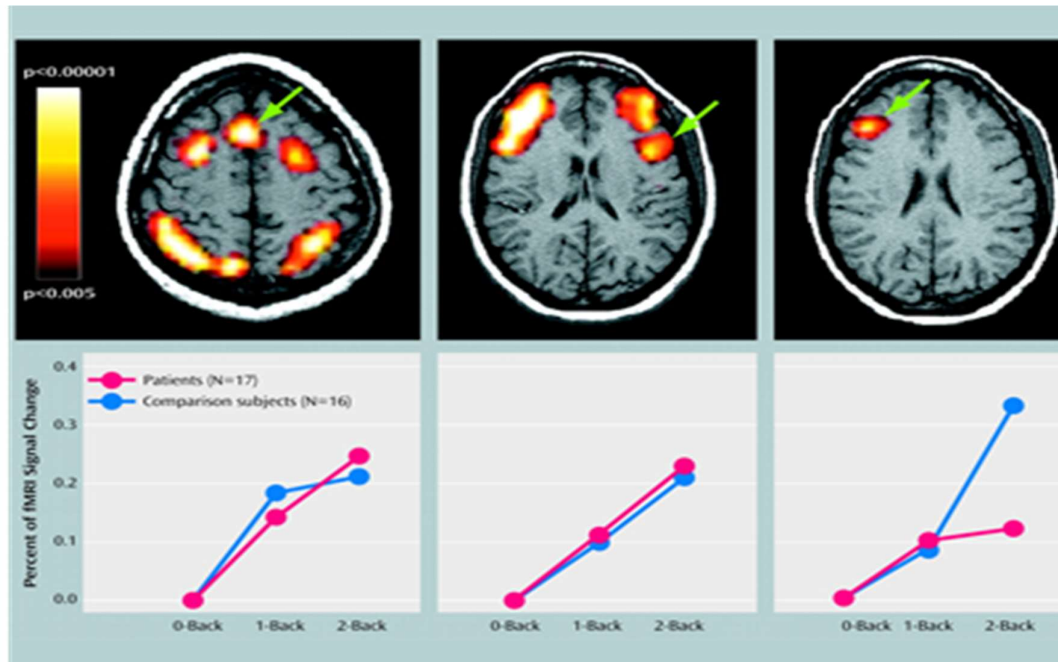 p<0.00001
p<0.005
Percent of fMRI Signal Change
0.4
0.3
0.2
0.1
0.0
Patients (N=17)
Comparison subjects (N=16)
0-Back 1-Back 2-Back
0-Back 1-Back 2-Back
0-Back 1-Back 2-Back